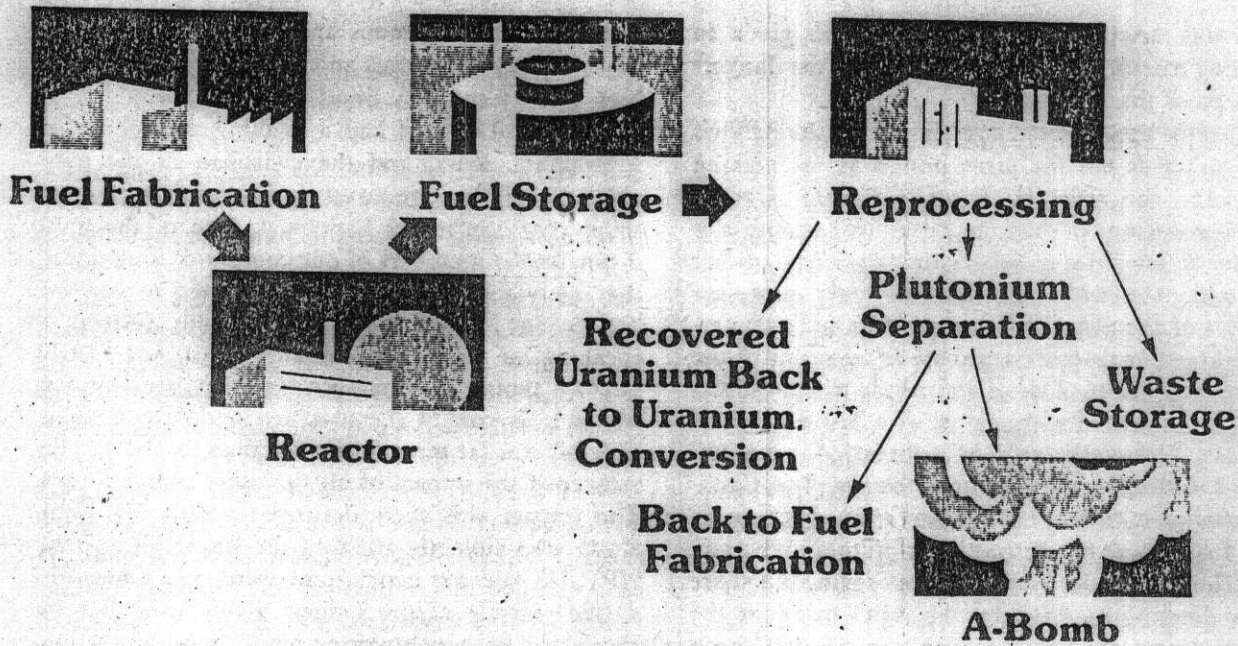 Fuel Fabrication
Fuel Storage
Reprocessing
Reactor
Recovered
Uranium Back
to Uranium.
Conversion
Plutonium
Separation
Waste
Storage
Back to Fuel
Fabrication
A-Bomb